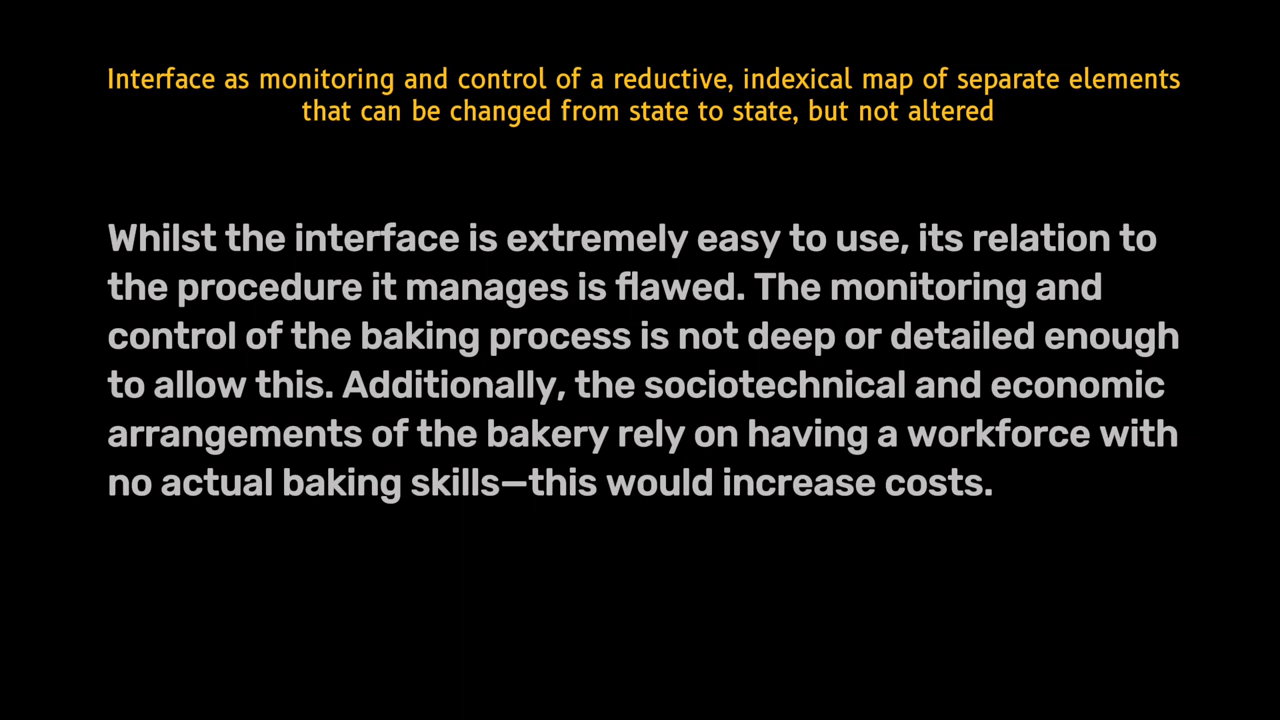 Interface as monitoring and control of a reductive, indexical map of separate elements
that can be changed from state to state, but not altered
Whilst the interface is extremely easy to use, its relation to
the procedure it manages is flawed. The monitoring and
control of the baking process is not deep or detailed enough
to allow this. Additionally, the sociotechnical and economic
arrangements of the bakery rely on having a workforce with
no actual baking skills—this would increase costs.